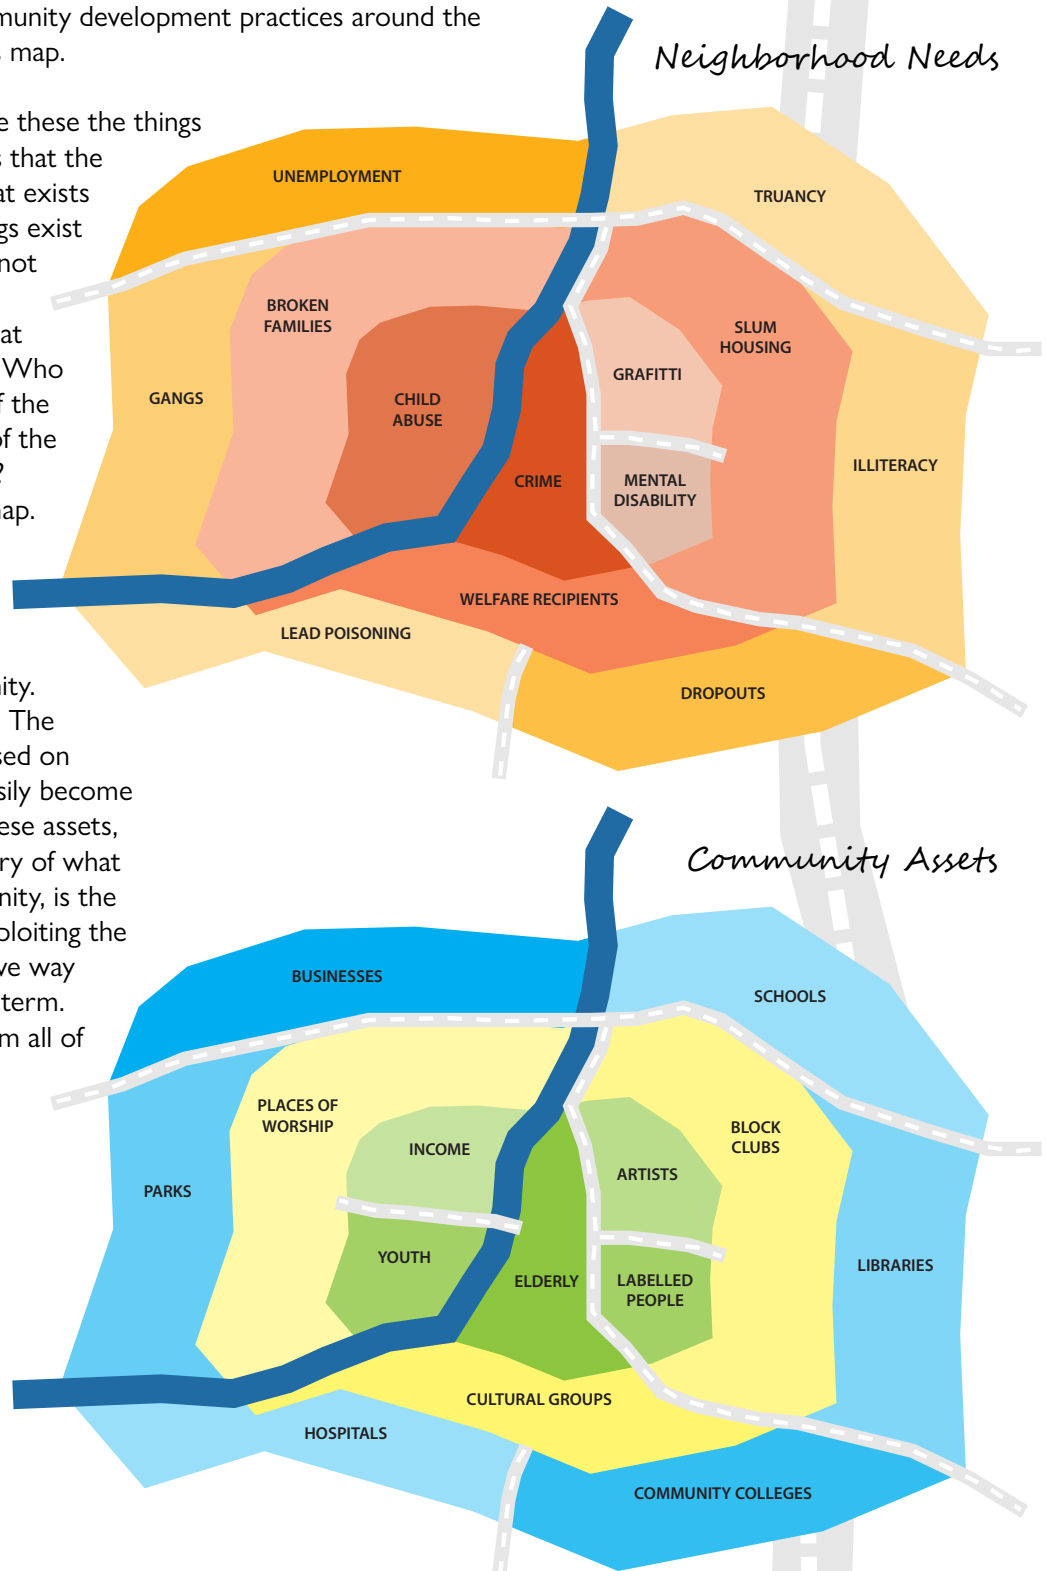 munity development practices around the
map.
Neighborhood Needs
e these the things
s that the
at exists
gs exist
not
at
Who
f the
of the
?
nap.
UNEMPLOYMENT
TRUANCY
BROKEN
FAMILIES
SLUM
HOUSING
GRAFITTI
GANGS
CHILD
ABUSE
ILLITERACY
CRIME
MENTAL
DISABILITY
WELFARE RECIPIENTS
LEAD POISONING
DROPOUTS
nity.
The
sed on
sily become
ese assets,
ry of what
nity, is the
ploiting the
ve way
term.
m all of
Community Assets
BUSINESSES
SCHOOLS
PLACES OF
WORSHIP
BLOCK
CLUBS
INCOME
ARTISTS
PARKS
YOUTH
ELDERLY
LABELLED
PEOPLE
LIBRARIES
CULTURAL GROUPS
HOSPITALS
COMMUNITY COLLEGES